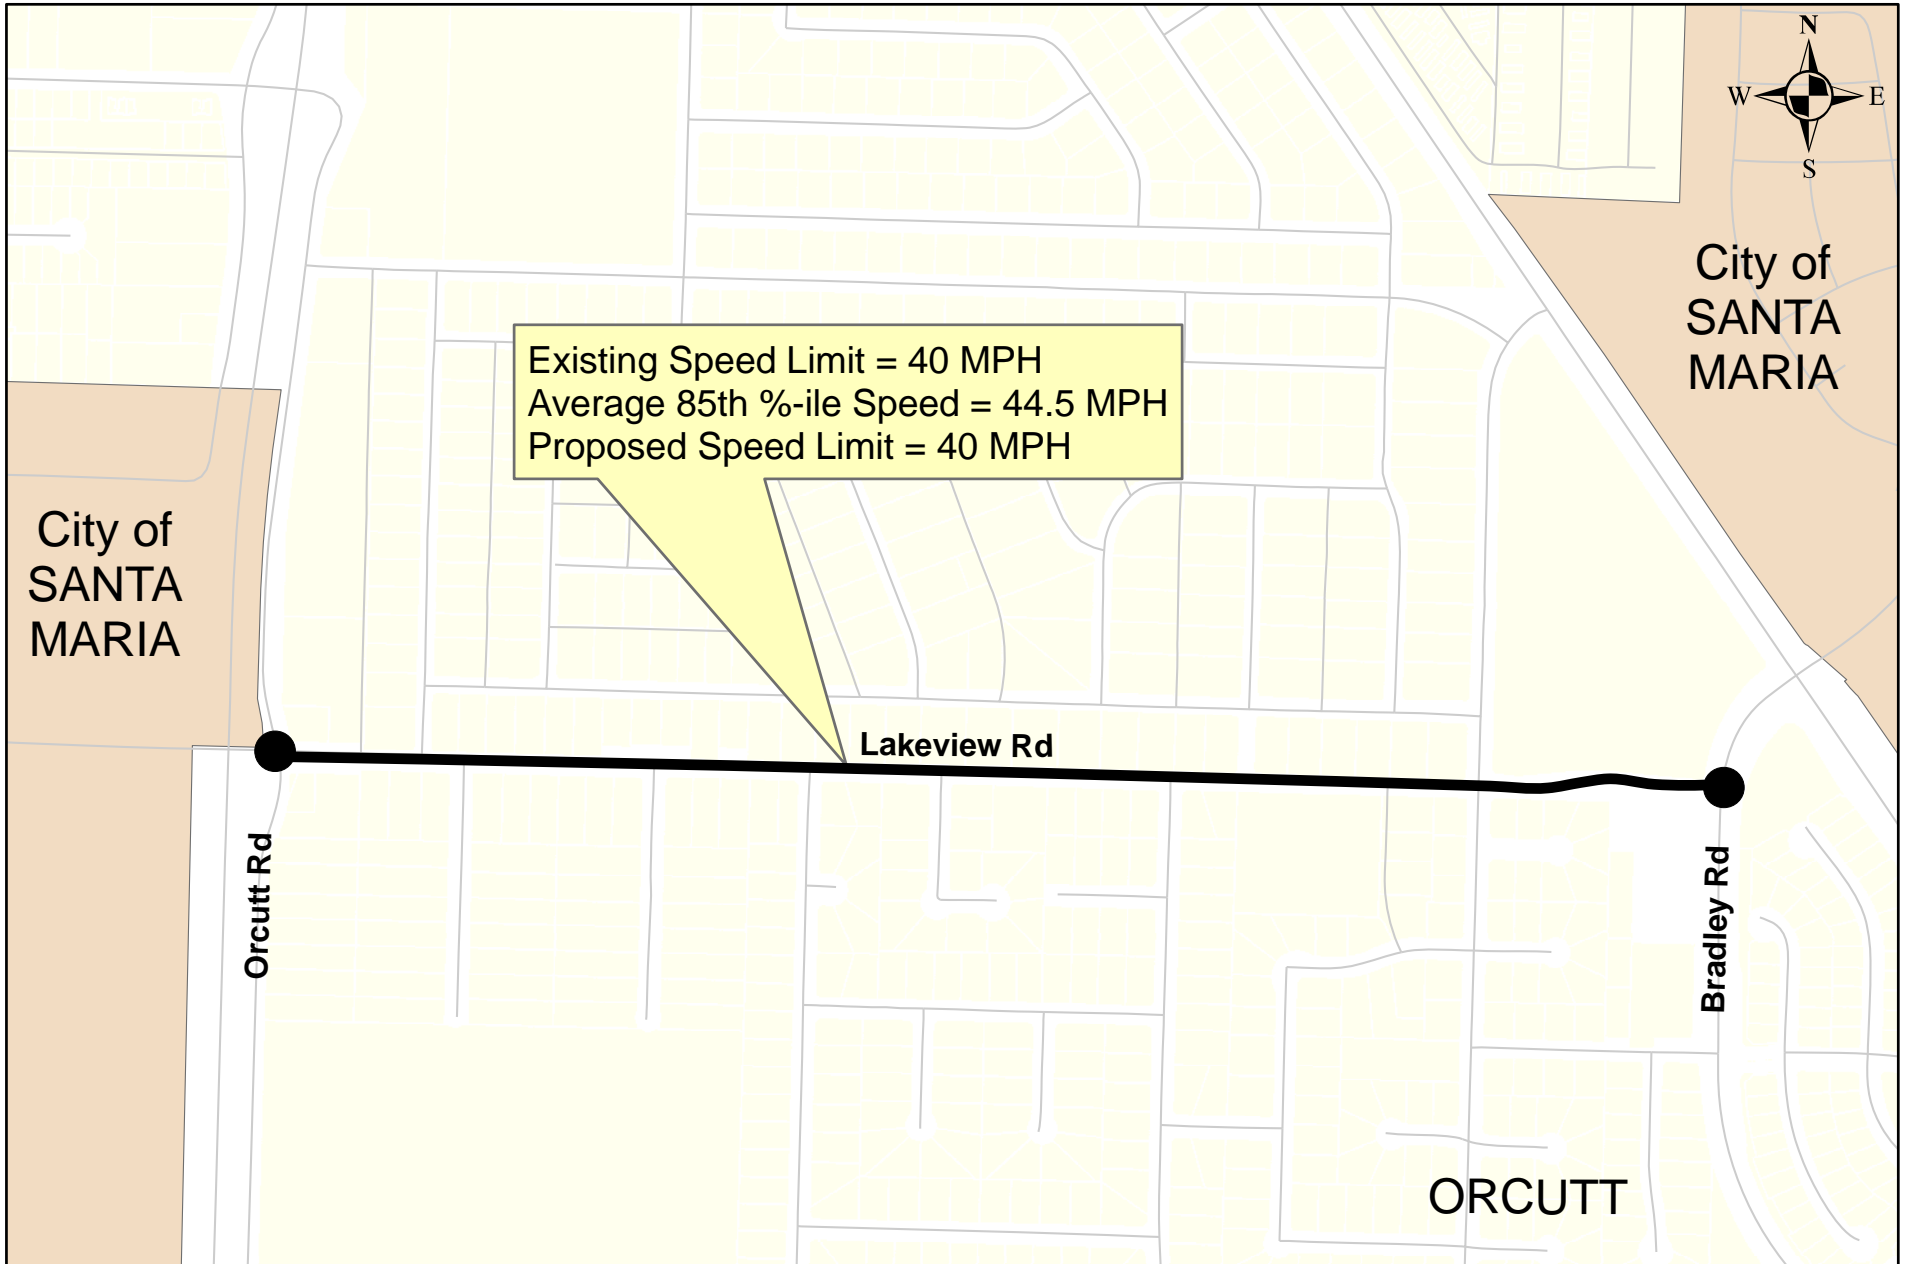 N
W E
S
City of
SANTA
MARIA
Existing Speed Limit = 40 MPH
Average 85th %-ile Speed = 44.5 MPH
Proposed Speed Limit = 40 MPH
City of
SANTA
MARIA
Lakeview Rd
Orcutt Rd
Bradley Rd
ORCUTT